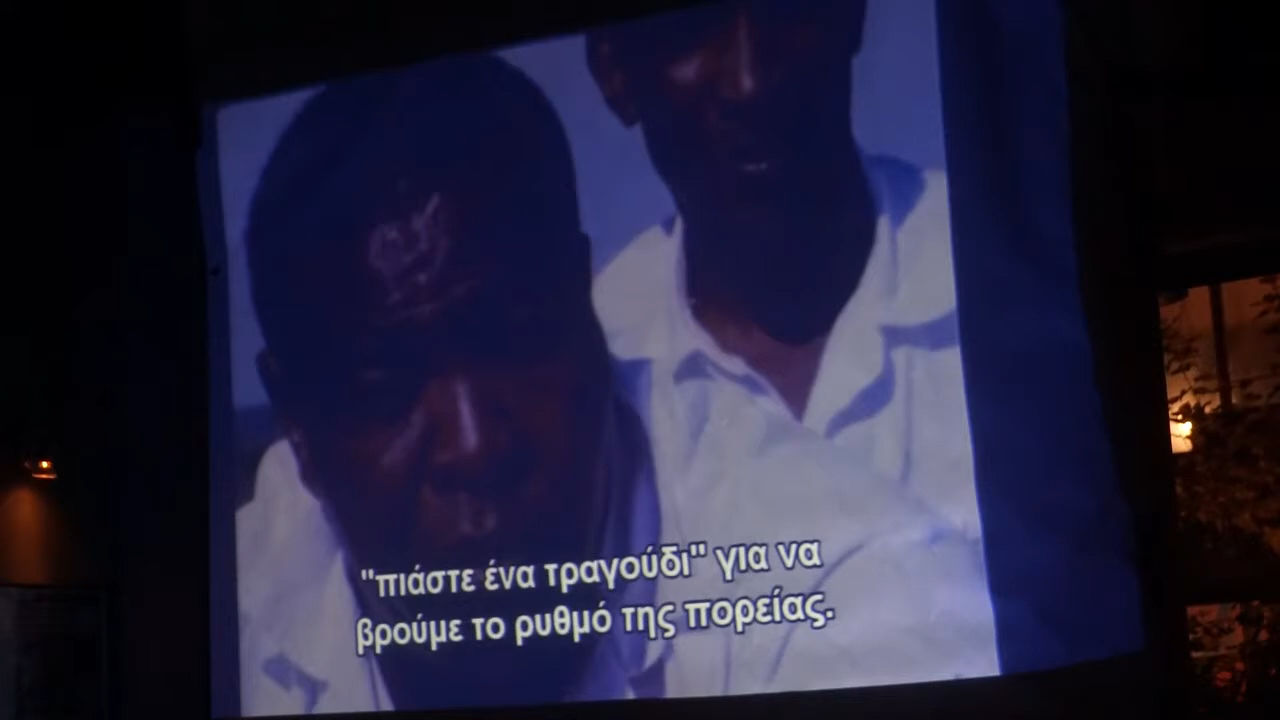 "πιάστε ένα τραγούδι" για να
βρούμε το ρυθμό της πορείας.